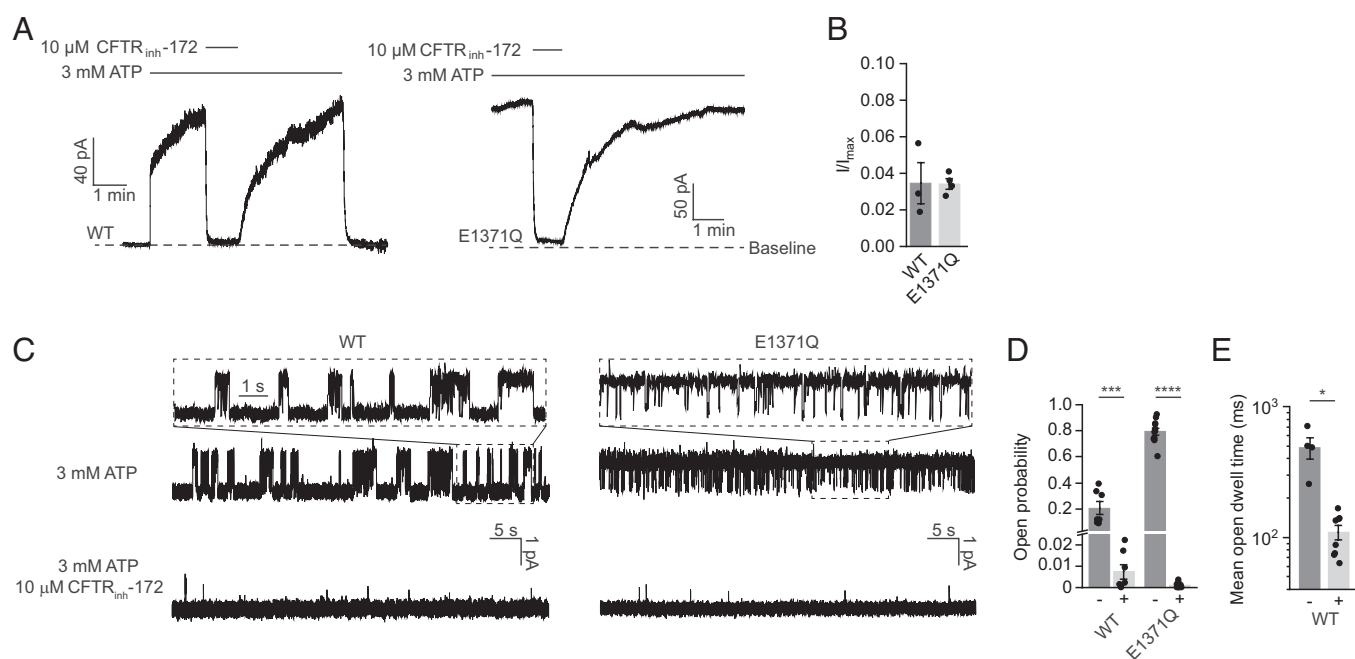 A
10 µM CFTRinh-172
3 mM ATP
40 pA
1 min
WT
10 µM CFTRinh-172
3 mM ATP
50 pA
1 min
E1371Q
Baseline
B
I/Imax
0.10
0.08
0.06
0.04
0.02
0.00
WT
E1371Q
C
WT
E1371Q
1 s
3 mM ATP
5 s
1 pA
5 s
1 pA
3 mM ATP
10 µM CFTRinh-172
D
Open probability
***
****
1.0
0.8
0.6
0.4
0.2
0.02
0.01
0
- + - +
WT
E1371Q
E
Mean open dwell time (ms)
*
10³
10²
- +
WT